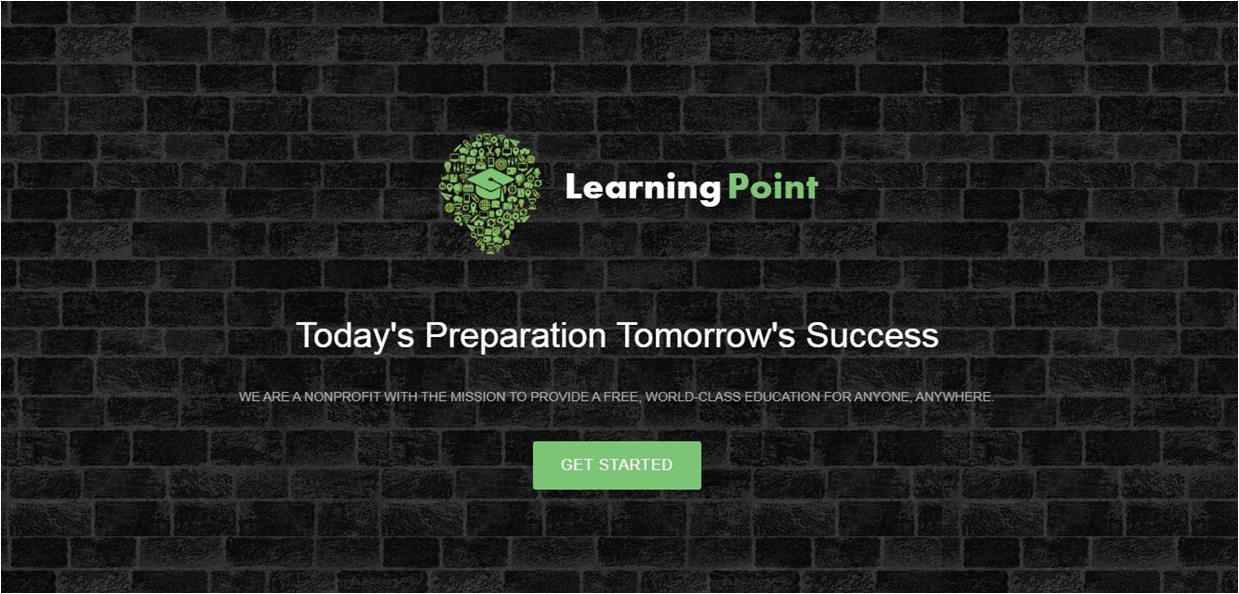 Learning Point
Today's Preparation Tomorrow's Success
WE ARE A NONPROFIT WITH THE MISSION TO PROVIDE A FREE, WORLD-CLASS EDUCATION FOR ANYONE, ANYWHERE.
GET STARTED